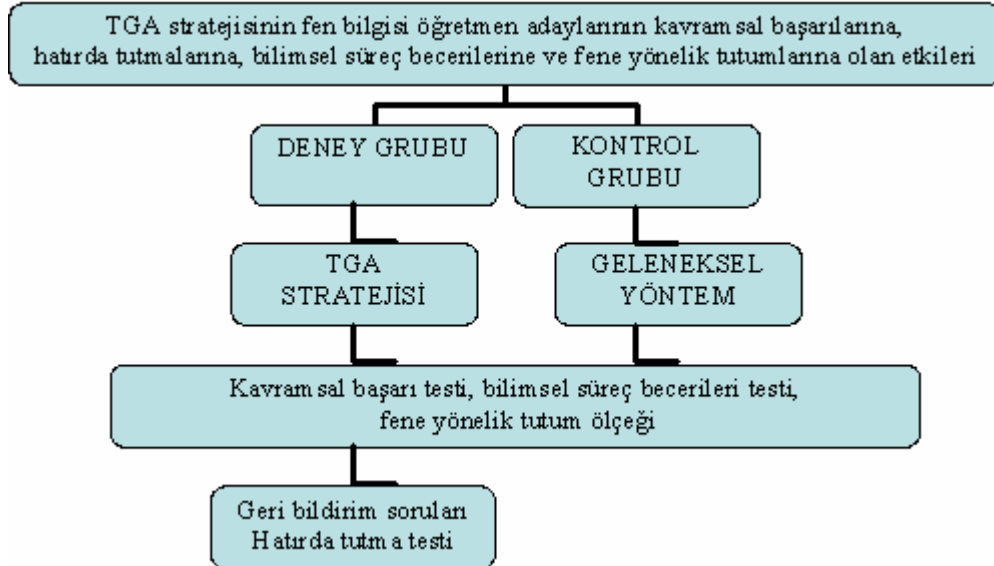 TGA stratejisinin fen bilgisi öğretmen adaylarının kavramsal başarılarına,
hatırda tutmalarına, bilimsel süreç becerilerine ve fene yönelik tutumlarına olan etkileri
DENEY GRUBU
KONTROL
GRUBU
TGA
STRATEJİSİ
GELENEKSEL
YÖNTEM
Kavramsal başarı testi, bilimsel süreç becerileri testi,
fene yönelik tutum ölçeği
Geri bildirim soruları
Hatırda tutma testi